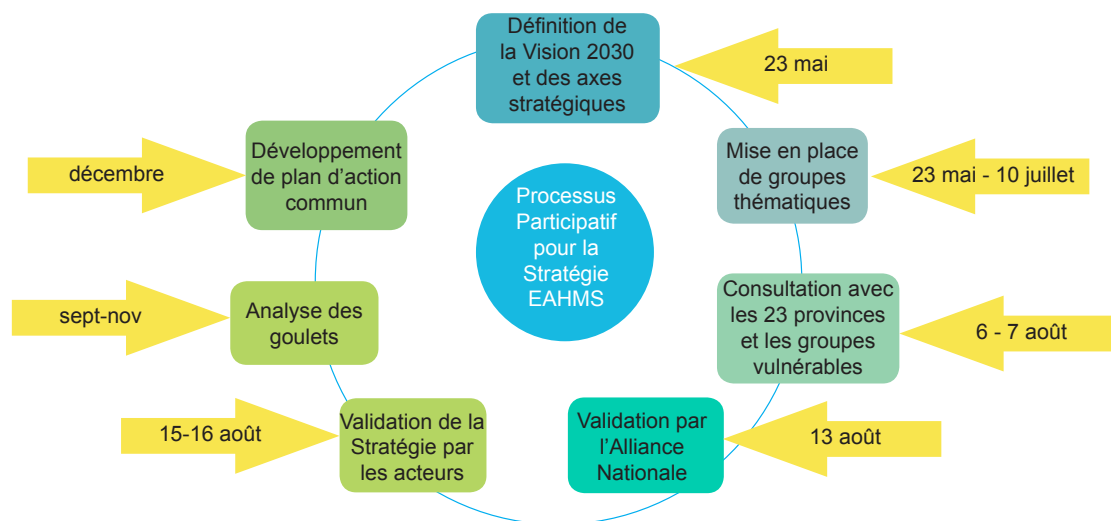 Définition de
la Vision 2030
et des axes
stratégiques
23 mai
Mise en place
de groupes
thématiques
23 mai - 10 juillet
Consultation avec
les 23 provinces
et les groupes
vulnérables
6 - 7 août
Validation par
l'Alliance
Nationale
13 août
Validation de la
Stratégie par
les acteurs
15-16 août
Analyse des
goulets
sept-nov
Développement
de plan d'action
commun
décembre
Processus
Participatif
pour la
Stratégie
EAHMS